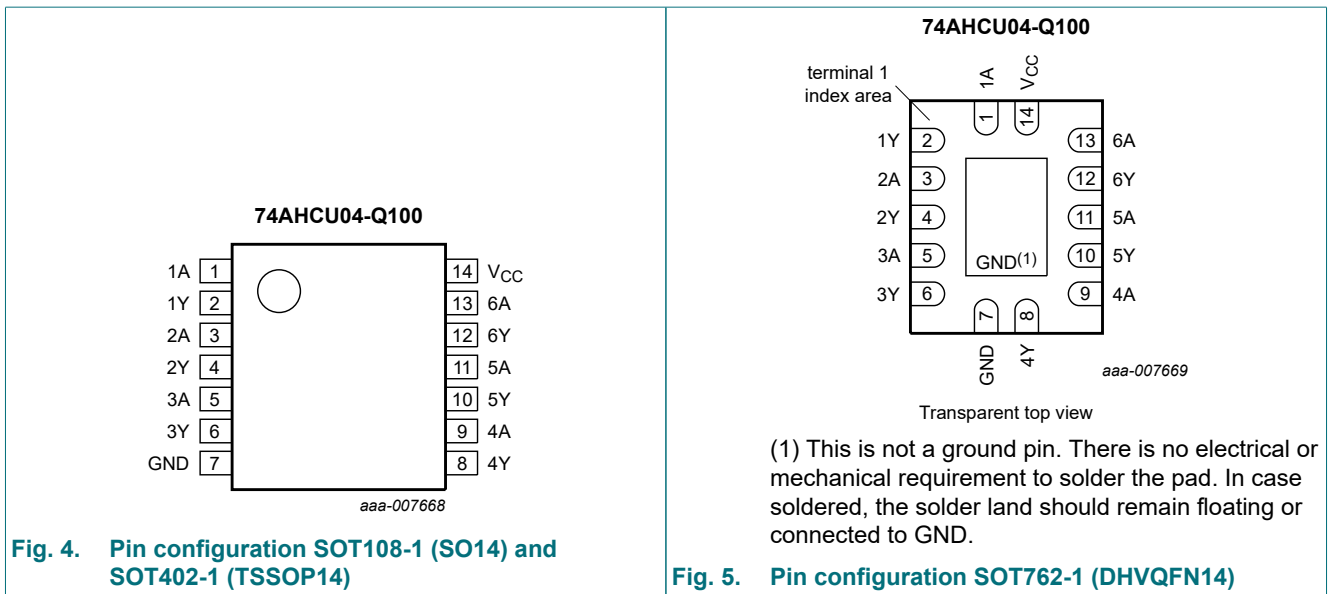 74AHCU04-Q100
1A 1
1Y 2
2A 3
2Y 4
3A 5
3Y 6
GND 7
14 VCC
13 6A
12 6Y
11 5A
10 5Y
9 4A
8 4Y
aaa-007668
Fig. 4. Pin configuration SOT108-1 (SO14) and
SOT402-1 (TSSOP14)
74AHCU04-Q100
terminal 1
index area
1A
VCC
1
14
1Y 2
2A 3
2Y 4
3A 5
3Y 6
13 6A
12 6Y
11 5A
10 5Y
9 4A
GND(1)
7
8
GND
4Y
aaa-007669
Transparent top view
(1) This is not a ground pin. There is no electrical or
mechanical requirement to solder the pad. In case
soldered, the solder land should remain floating or
connected to GND.
Fig. 5. Pin configuration SOT762-1 (DHVQFN14)